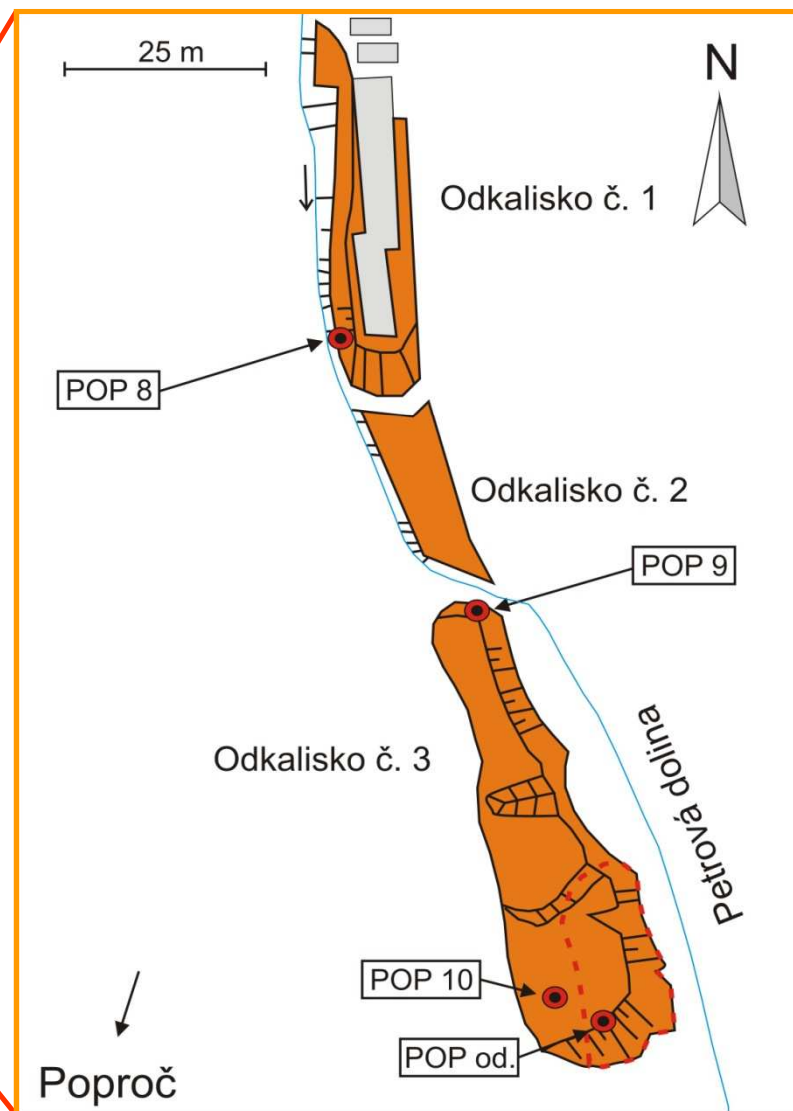 25 m
N
Odkalisko č. 1
POP 8
Odkalisko č. 2
POP 9
Odkalisko č. 3
Petrová dolina
POP 10
POP od.
Poproč